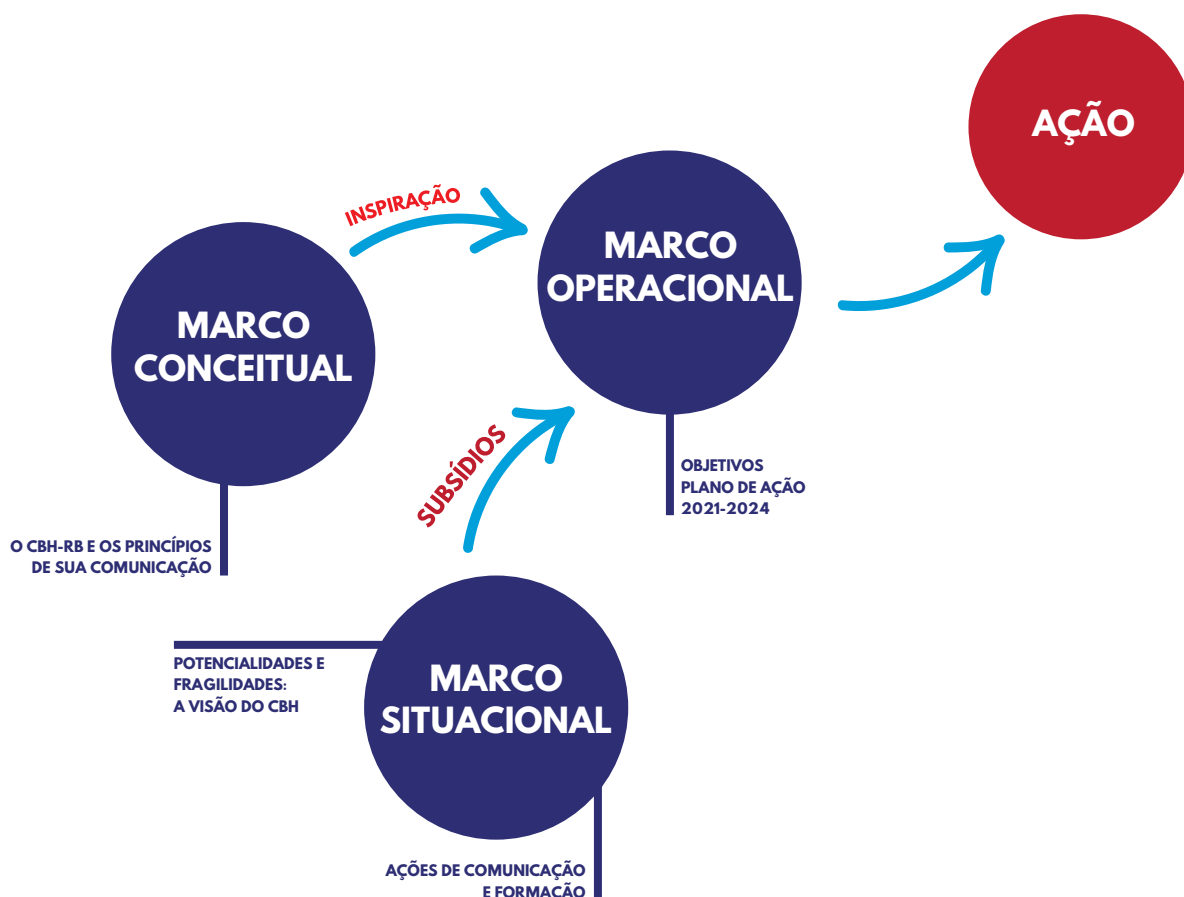 AÇÃO
INSPIRAÇÃO
MARCO
OPERACIONAL
MARCO
CONCEITUAL
SUBSÍDIOS
OBJETIVOS
PLANO DE AÇÃO
2021-2024
O CBH-RB E OS PRINCÍPIOS
DE SUA COMUNICAÇÃO
POTENCIALIDADES E
FRAGILIDADES:
A VISÃO DO CBH
MARCO
SITUACIONAL
AÇÕES DE COMUNICAÇÃO
E FORMAÇÃO